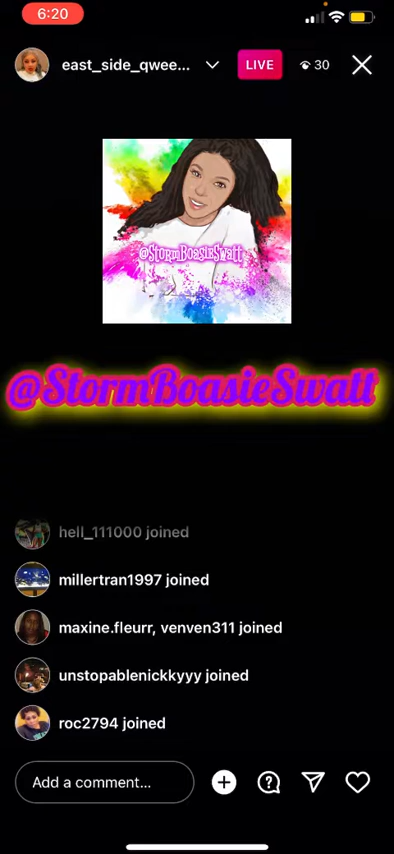 6:20
east_side_qwee...
LIVE
30
@StormBoasieSwatt
@StormBoasieSwatt
hell_111000 joined
millertran1997 joined
maxine.fleurr, venven311 joined
unstopablenickkyyy joined
roc2794 joined
Add a comment...